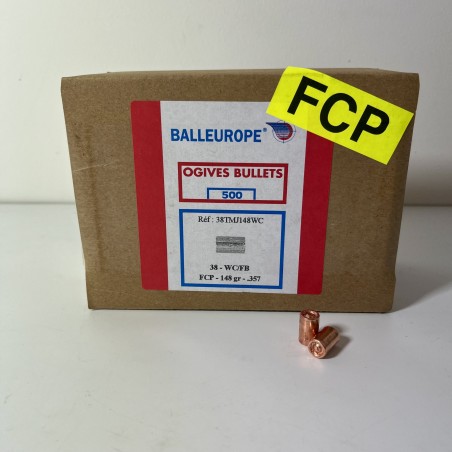 FCP
BALLEUROPE®
OGIVES BULLETS
500
Réf : 38TMJ148WC
38 - WC/FB
FCP - 148 gr - .357